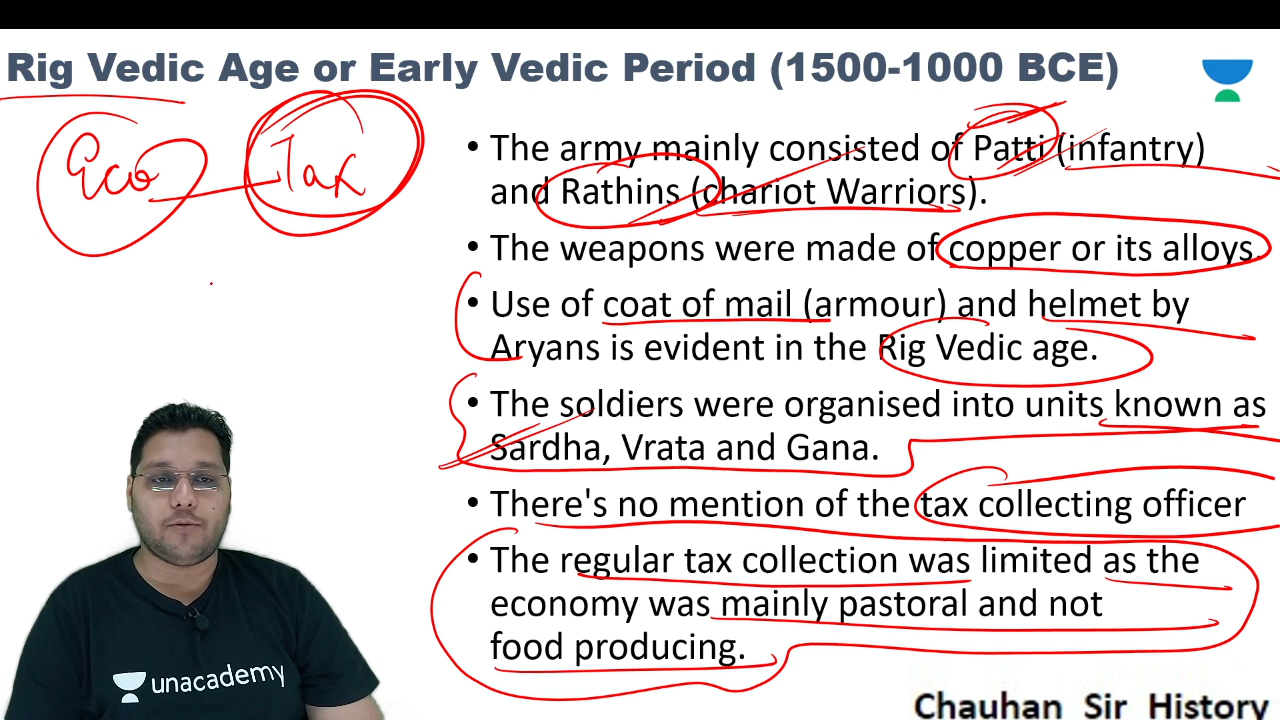 Rig Vedic Age or Early Vedic Period (1500-1000 BCE)
Eco
Tax
• The army mainly consisted of Patti (infantry)
and Rathins (chariot Warriors).
• The weapons were made of copper or its alloys.
• Use of coat of mail (armour) and helmet by
Aryans is evident in the Rig Vedic age.
• The soldiers were organised into units known as
Sardha, Vrata and Gana.
• There's no mention of the tax collecting officer
• The regular tax collection was limited as the
economy was mainly pastoral and not
food producing.
unacademy
Chauhan Sir History